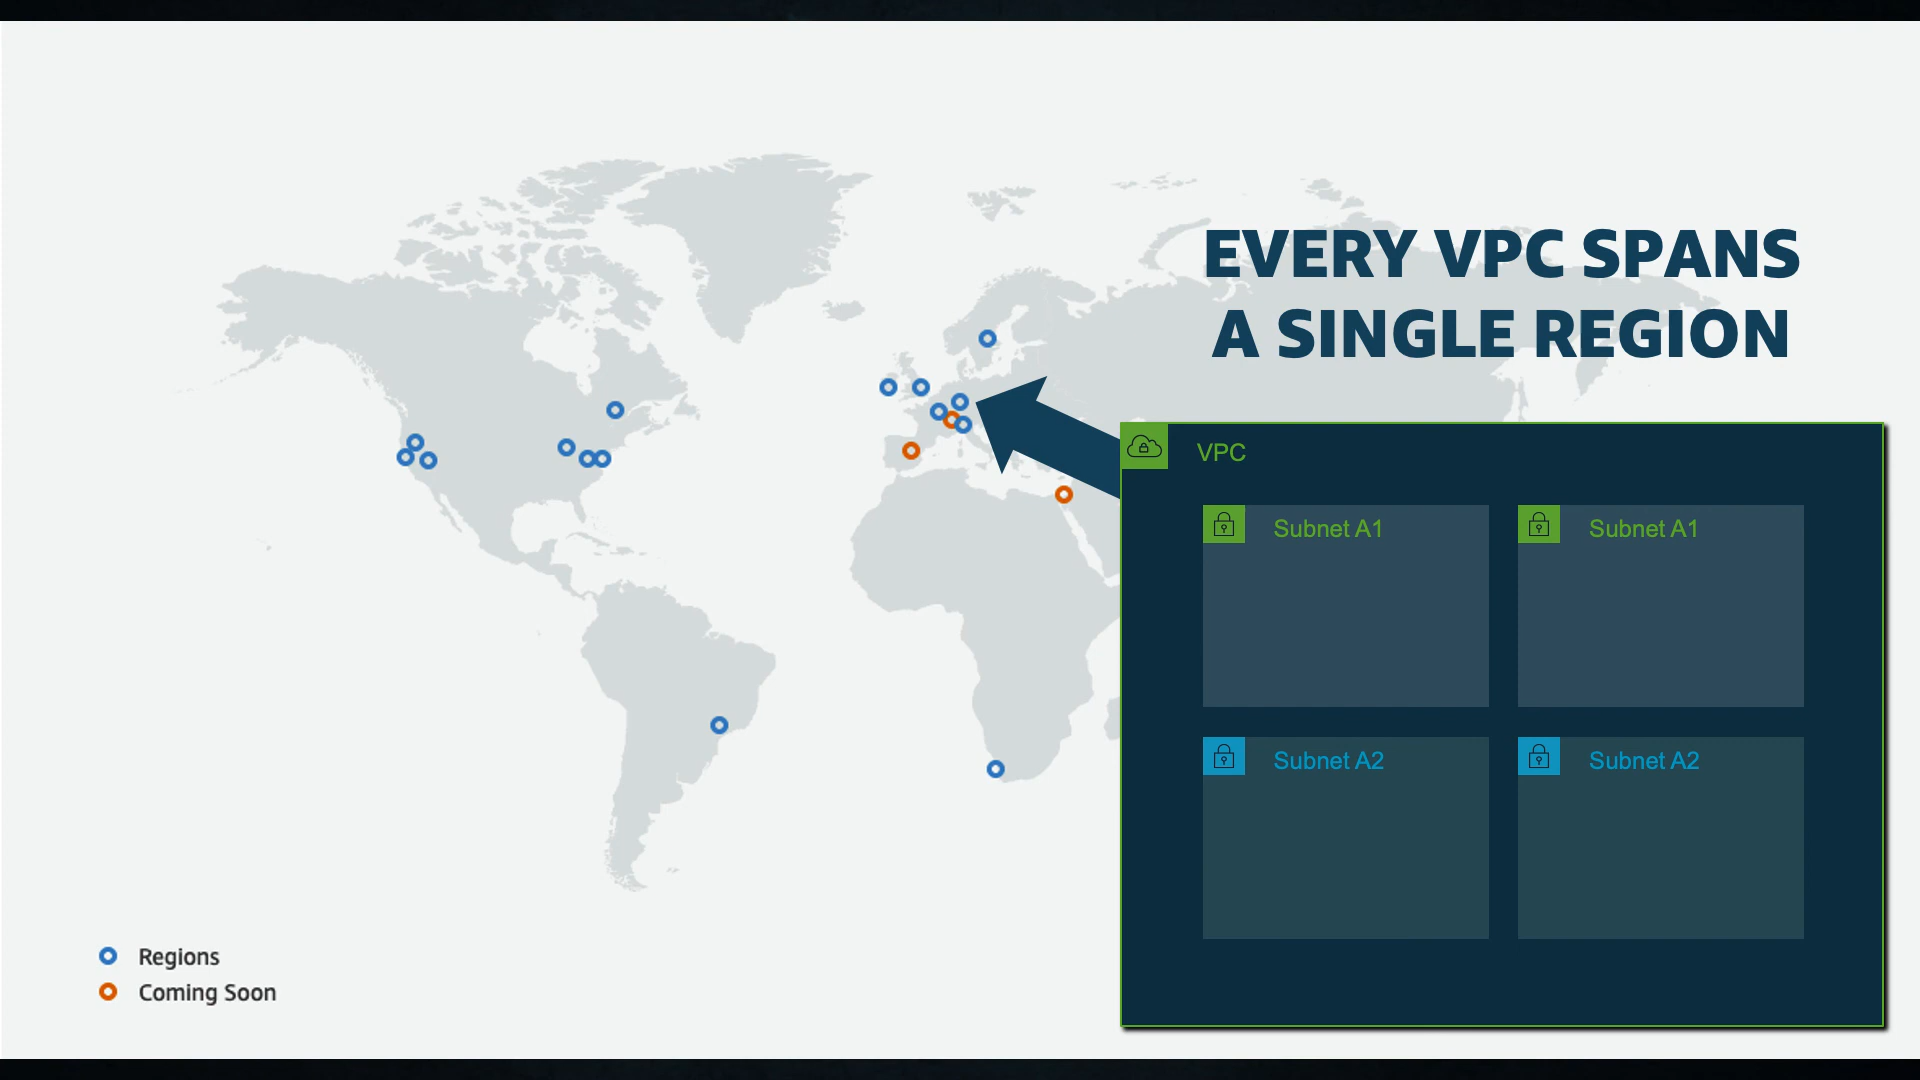 EVERY VPC SPANS
A SINGLE REGION
VPC
Subnet A1
Subnet A1
Subnet A2
Subnet A2
Regions
Coming Soon